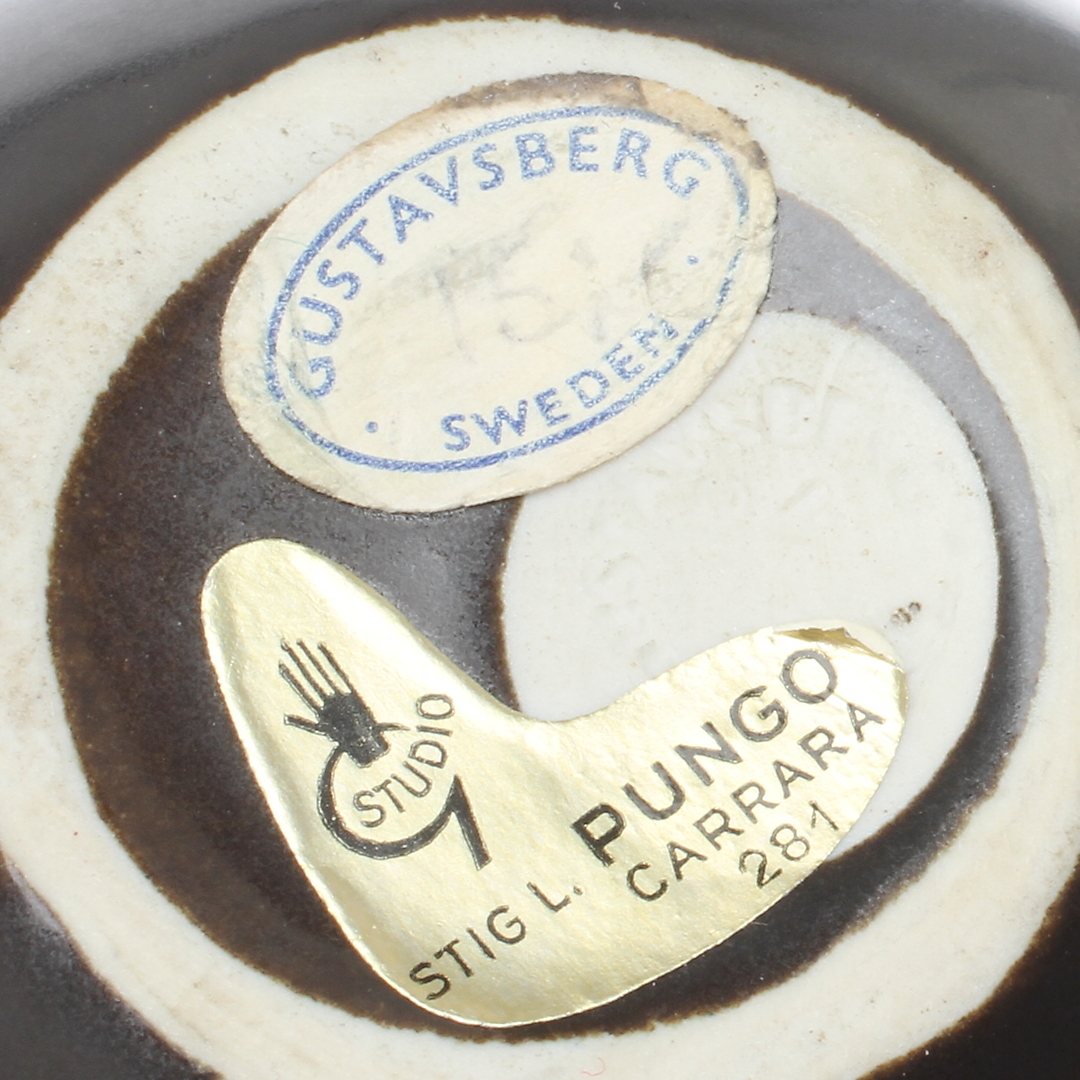 GUSTAVSBERG
SWEDEN
STUDIO
STIG L.
PUNGO
CARRARA
281